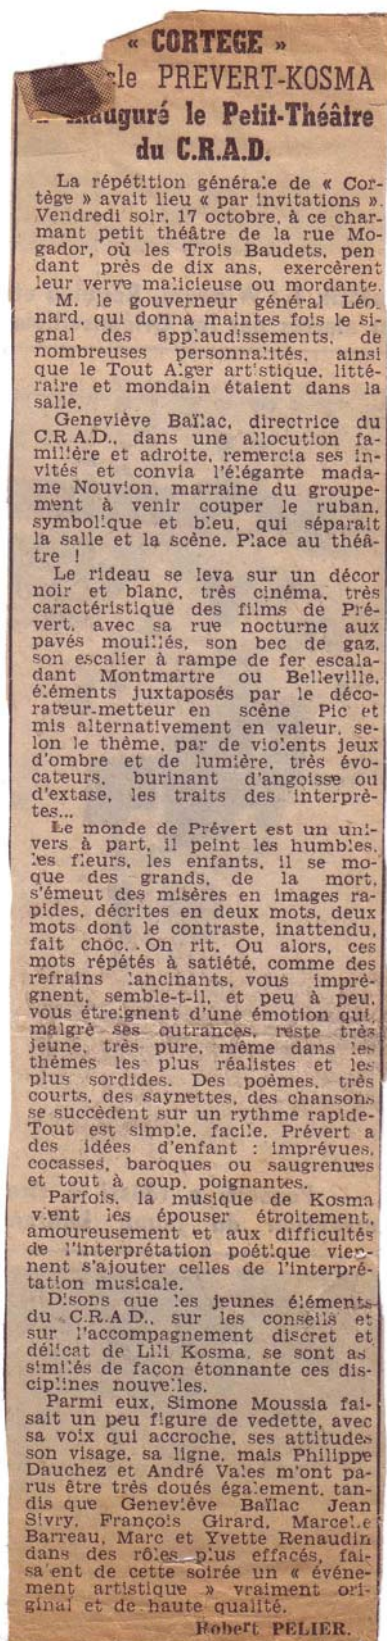 « CORTEGE »
cle PREVERT-KOSMA
inauguré le Petit-Théâtre
du C.R.A.D.
La répétition générale de « Cor-
tège » avait lieu « par invitations ».
Vendredi soir, 17 octobre, à ce char-
mant petit théâtre de la rue Mo-
gador, où les Trois Baudets, pen
dant près de dix ans, exercèrent
leur verve malicieuse ou mordante.
M. le gouverneur général Léo
nard, qui donna maintes fois le si-
gnal des applaudissements, de
nombreuses personnalités, ainsi
que le Tout Alger artistique, litté-
raire et mondain étaient dans la
salle.
Geneviève Baïlac, directrice du
C.R.A.D., dans une allocution fa-
milière et adroite, remercia ses in-
vités et convia l'élégante mada-
me Nouvion, marraine du groupe-
ment à venir couper le ruban,
symbolique et bleu, qui séparait
la salle et la scène. Place au théâ-
tre !
Le rideau se leva sur un décor
noir et blanc, très cinéma, très
caractéristique des films de Pré-
vert, avec sa rue nocturne aux
pavés mouillés, son bec de gaz,
son escalier à rampe de fer escala-
dant Montmartre ou Belleville,
éléments juxtaposés par le déco-
rateur-metteur en scène Pic et
mis alternativement en valeur, se-
lon le thème, par de violents jeux
d'ombre et de lumière, très évo-
cateurs, burinant d'angoisse ou
d'extase, les traits des interprè-
tes...
Le monde de Prévert est un uni-
vers à part, il peint les humbles,
les fleurs, les enfants, il se mo-
que des grands, de la mort,
s'émeut des misères en images ra-
pides, décrites en deux mots, deux
mots dont le contraste, inattendu,
fait choc. On rit. Ou alors, ces
mots répétés à satiété, comme des
refrains lancinants, vous imprè-
gnent, semble-t-il, et peu à peu,
vous étreignent d'une émotion qui,
malgré ses outrances, reste très
jeune, très pure, même dans les
thèmes les plus réalistes et les
plus sordides. Des poèmes, très
courts, des saynettes, des chansons
se succèdent sur un rythme rapide-
Tout est simple, facile. Prévert a
des idées d'enfant : imprévues,
cocasses, baroques ou saugrenues
et tout à coup, poignantes.
Parfois, la musique de Kosma
vient les épouser étroitement,
amoureusement et aux difficultés
de l'interprétation poétique vien-
nent s'ajouter celles de l'interpré-
tation musicale.
Disons que les jeunes éléments
du C.R.A.D., sur les conseils et
sur l'accompagnement discret et
délicat de Lili Kosma, se sont as
similés de façon étonnante ces dis-
ciplines nouvelles.
Parmi eux, Simone Moussia fai-
sait un peu figure de vedette, avec
sa voix qui accroche, ses attitudes
son visage, sa ligne, mais Philippe
Dauchez et André Vales m'ont pa-
rus être très doués également, tan-
dis que Geneviève Baïlac Jean
Sivry, François Girard, Marcelle
Barreau, Marc et Yvette Renaudin
dans des rôles plus effacés, fai-
saient de cette soirée un « événe-
ment artistique » vraiment ori-
ginal et de haute qualité.
Robert PELIER.